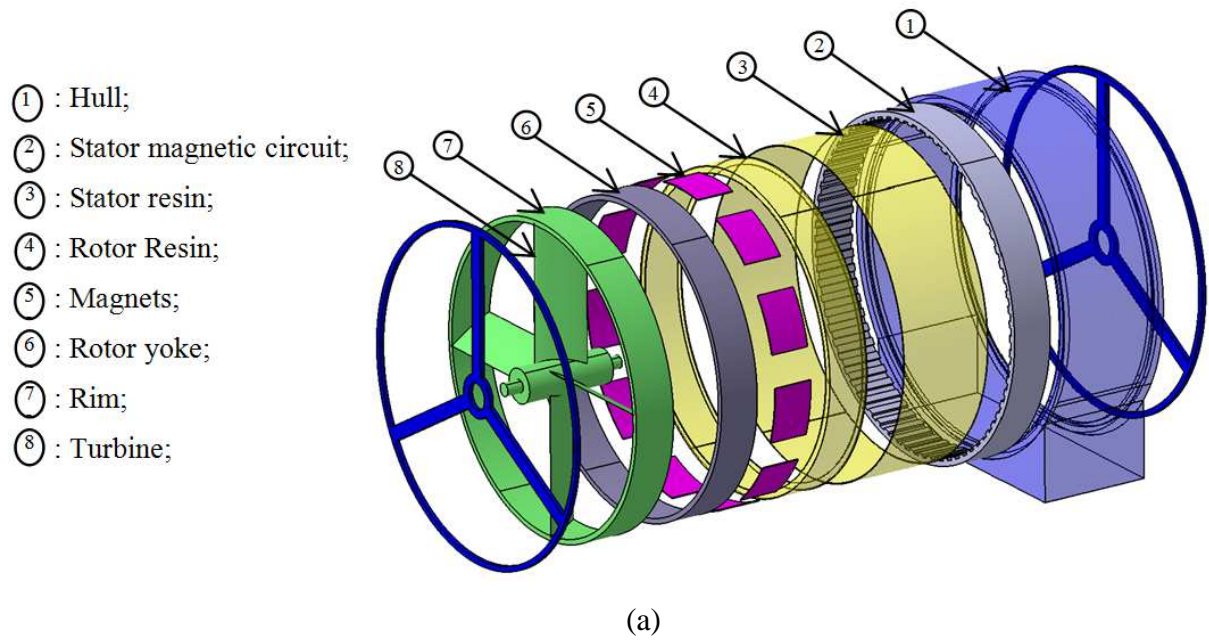 ① : Hull;
② : Stator magnetic circuit;
③ : Stator resin;
④ : Rotor Resin;
⑤ : Magnets;
⑥ : Rotor yoke;
⑦ : Rim;
⑧ : Turbine;
1
2
3
4
5
6
7
8
(a)